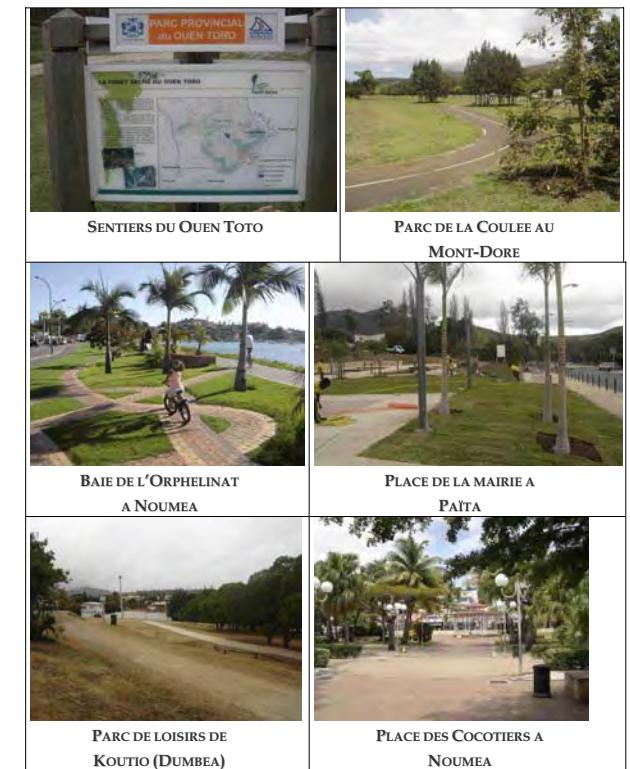 PARC PROVINCIAL
du OUEN TORO
LA FORET SECHE DU OUEN TORO
SENTIERS DU OUEN TOTO
PARC DE LA COULEE AU
MONT-DORE
BAIE DE L'ORPHELINAT
A NOUMEA
PLACE DE LA MAIRIE A
PAÏTA
PARC DE LOISIRS DE
KOUTIO (DUMBEA)
PLACE DES COCOTIERS A
NOUMEA